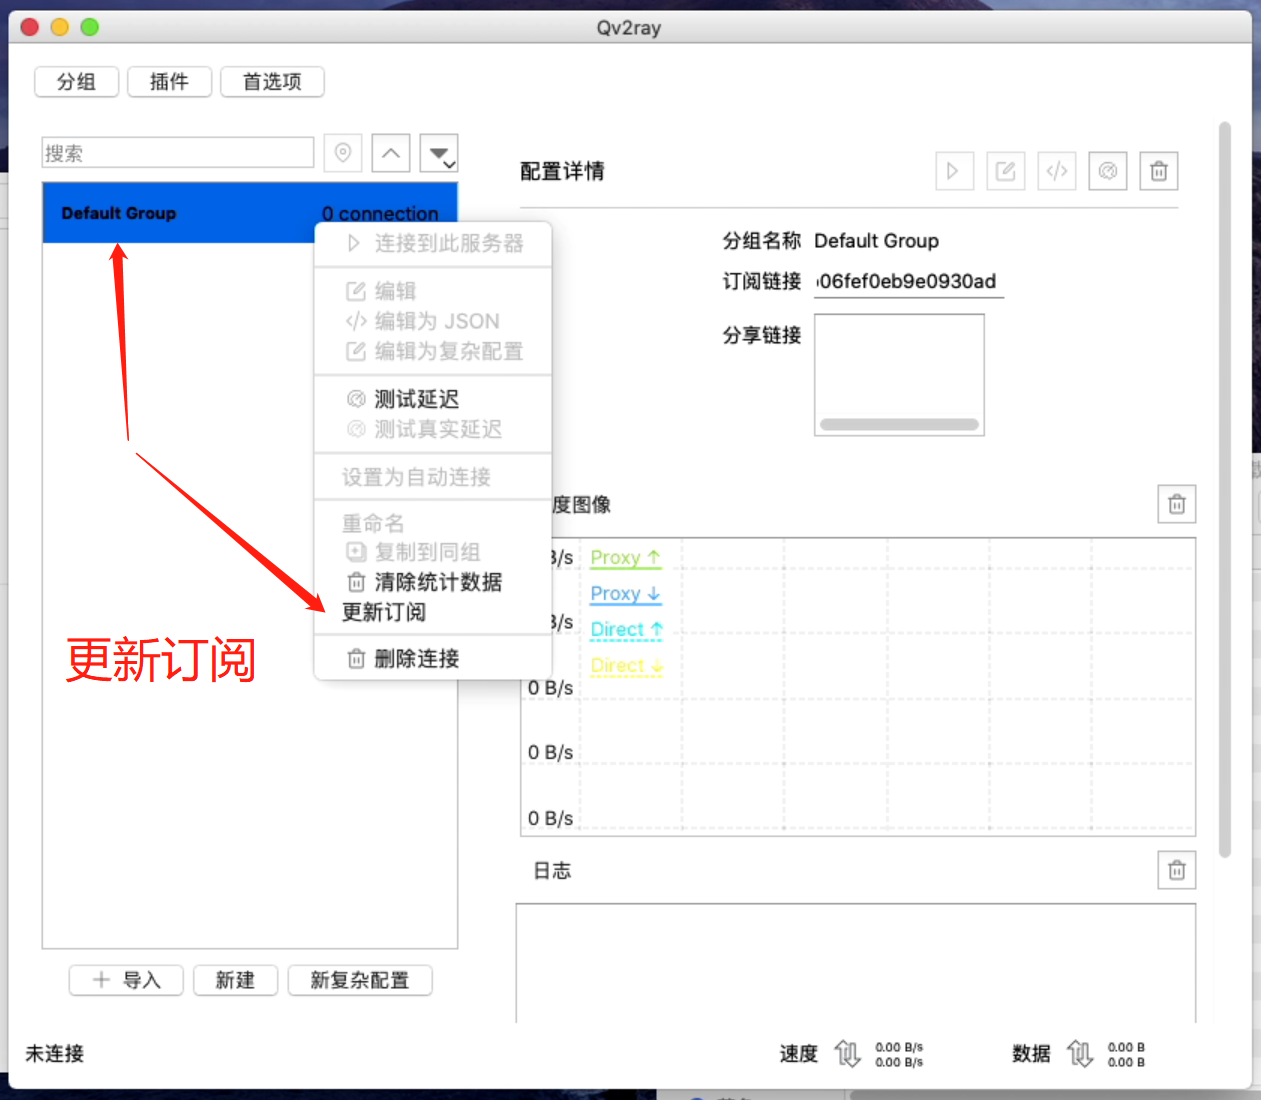 Qv2ray
分组
插件
首选项
搜索
配置详情
Default Group
0 connection
连接到此服务器
编辑
编辑为 JSON
编辑为复杂配置
测试延迟
测试真实延迟
设置为自动连接
重命名
复制到同组
清除统计数据
更新订阅
删除连接
更新订阅
分组名称 Default Group
订阅链接 06fef0eb9e0930ad
分享链接
度图像
B/s
B/s
0 B/s
0 B/s
0 B/s
Proxy ↑
Proxy ↓
Direct ↑
Direct ↓
日志
导入
新建
新复杂配置
未连接
速度
0.00 B/s
0.00 B/s
数据
0.00 B
0.00 B